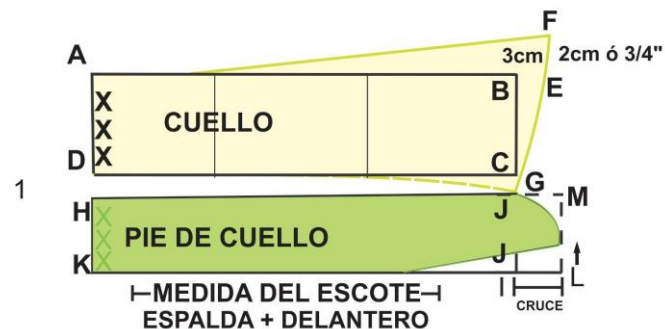 F
A
3cm 2cm ó 3/4"
B E
X
X CUELLO
X
D C
1
G
H J M
X
X PIE DE CUELLO
X
K J
⊢MEDIDA DEL ESCOTE⊣ I L
CRUCE
ESPALDA + DELANTERO